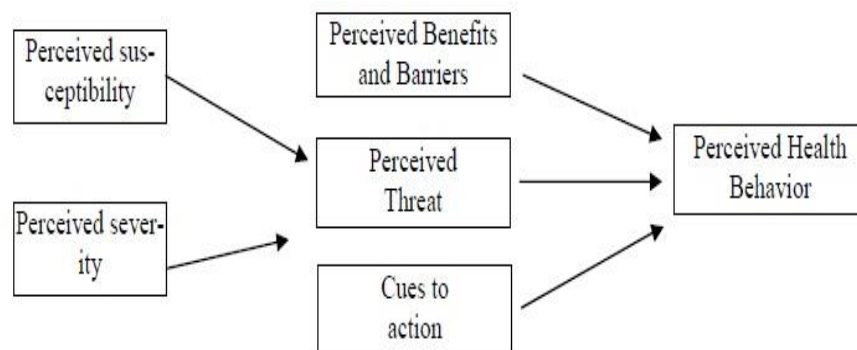 Perceived sus-
ceptibility
Perceived sever-
ity
Perceived Benefits
and Barriers
Perceived
Threat
Cues to
action
Perceived Health
Behavior